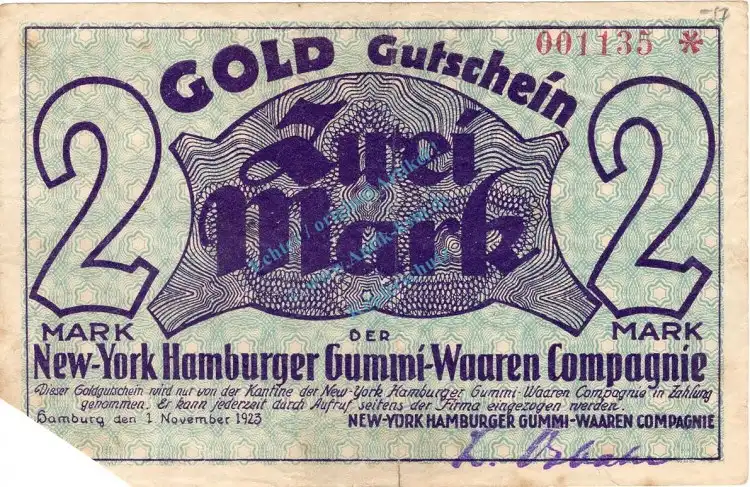 001135 *
GOLD Gutschein
2 Zwei 2
Mark
MARK DER MARK
New-York Hamburger Gummi-Waaren Compagnie
Dieser Goldgutschein wird nur von der Kantine der New-York Hamburger Gummi-Waaren Compagnie in Zahlung
genommen. Er kann jederzeit durch Aufruf seitens der Firma eingezogen werden.
Hamburg den 1. November 1923 NEW-YORK HAMBURGER GUMMI-WAAREN COMPAGNIE